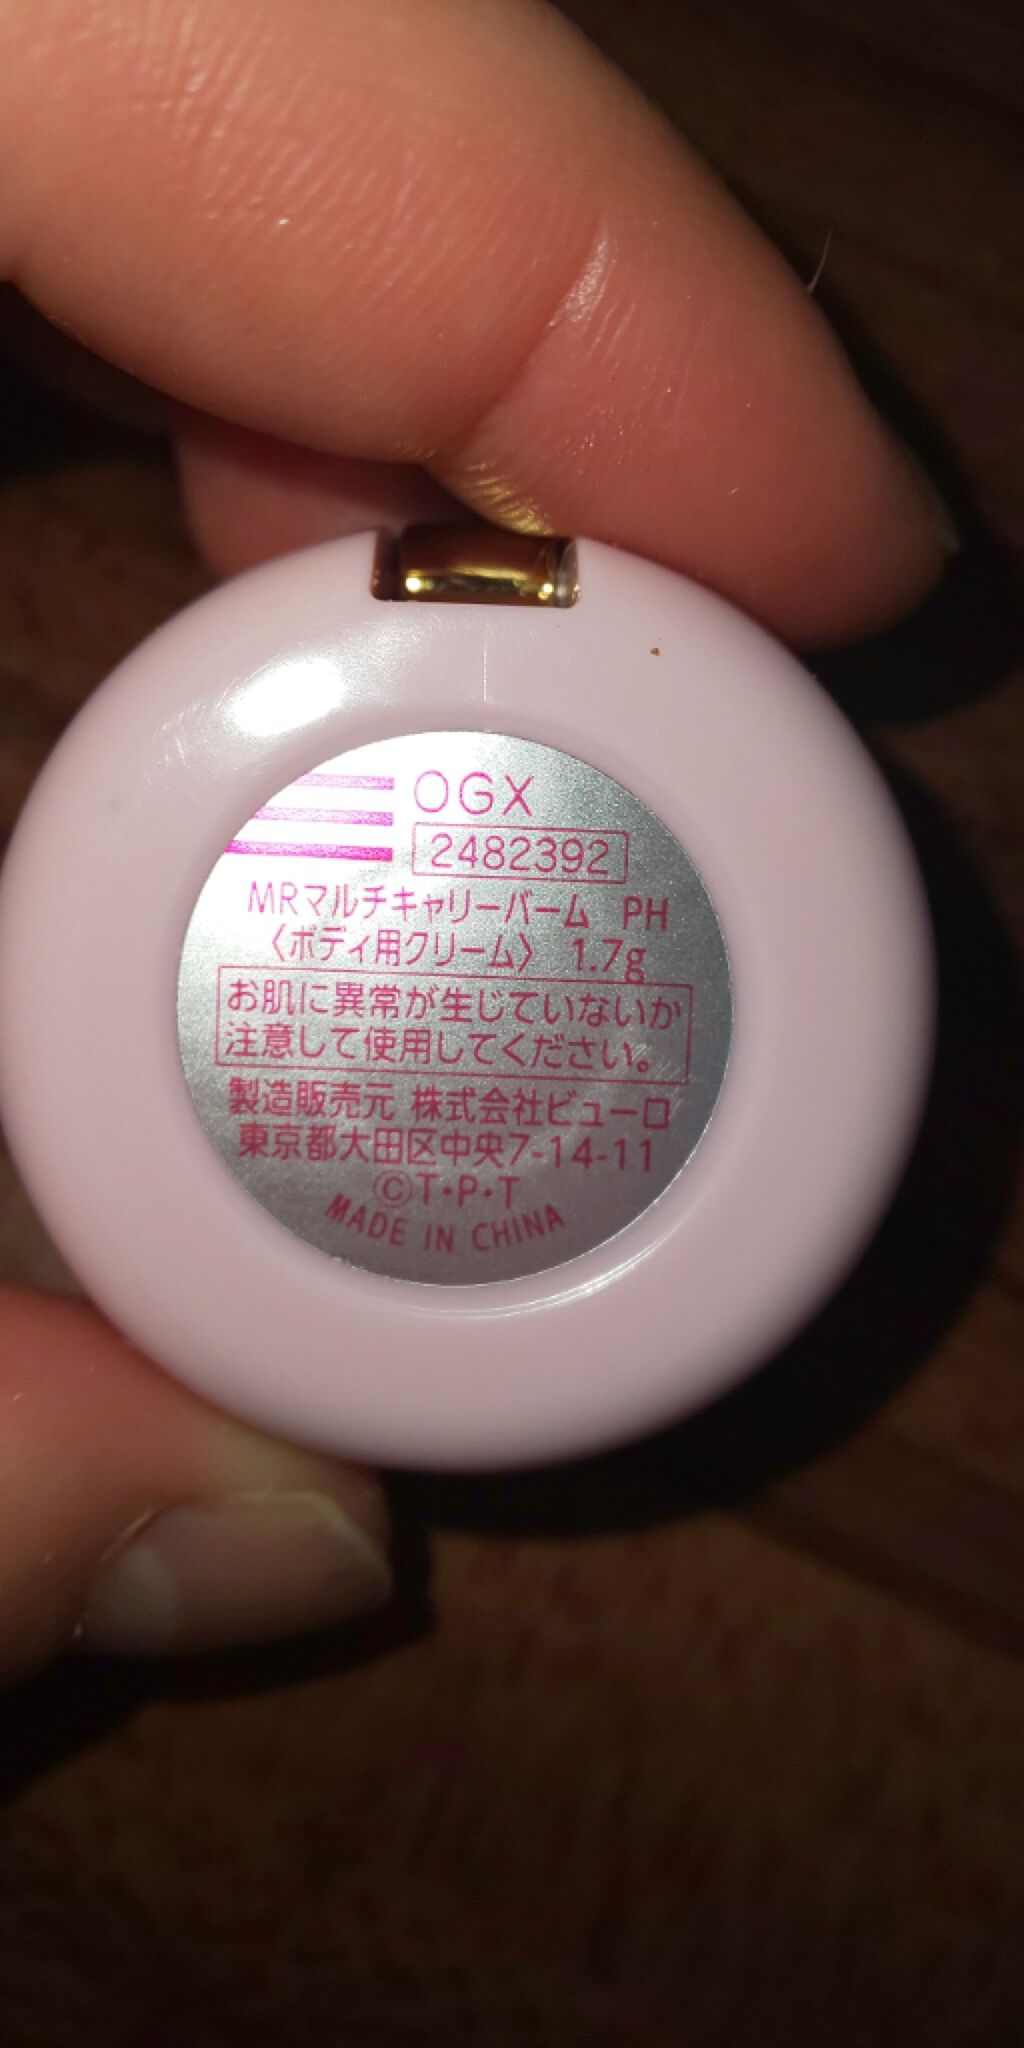 OGX
2482392
MRマルチキャリーバーム　PH
〈ボディ用クリーム〉　1.7g
お肌に異常が生じていないか
注意して使用してください。
製造販売元 株式会社ビューロ
東京都大田区中央7-14-11
©T・P・T
MADE IN CHINA